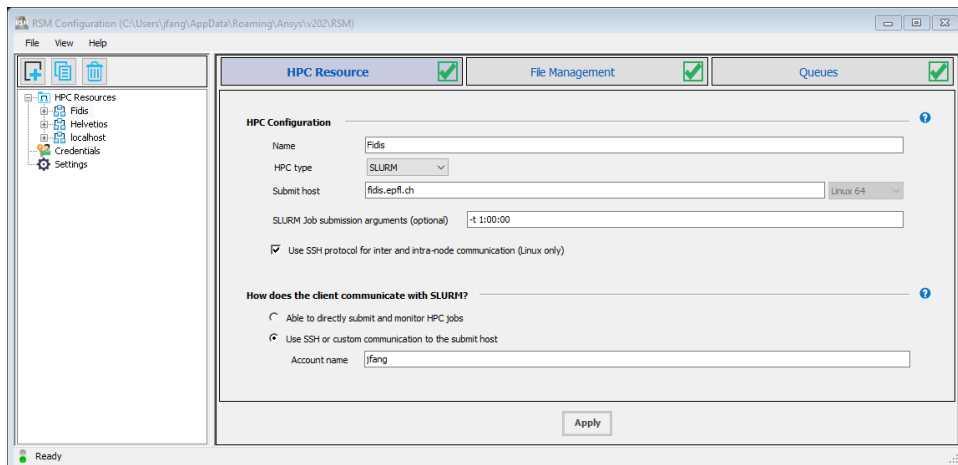 RSM Configuration (C:\Users\jfang\AppData\Roaming\Ansys\v202\RSM)
File View Help
HPC Resource File Management Queues
HPC Resources
Fidis
Helvetios
localhost
Credentials
Settings
HPC Configuration
Name Fidis
HPC type SLURM
Submit host fidis.epfl.ch Linux 64
SLURM Job submission arguments (optional) -t 1:00:00
Use SSH protocol for inter and intra-node communication (Linux only)
How does the client communicate with SLURM?
Able to directly submit and monitor HPC jobs
Use SSH or custom communication to the submit host
Account name jfang
Apply
Ready